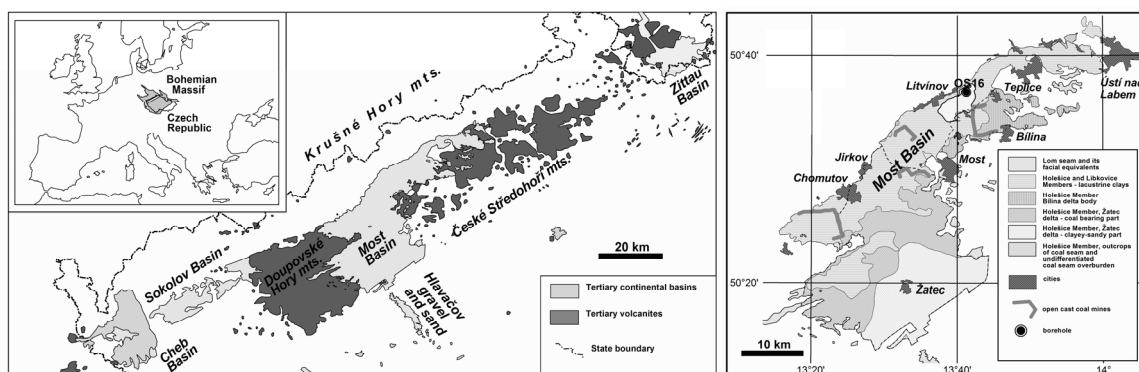 Bohemian
Massif
Czech
Republic
Krušné Hory mts.
Zittau
Basin
České Středohoří mts.
20 km
Most
Basin
Doupovské
Hory mts.
Sokolov Basin
Cheb
Basin
Hlavačov
gravel
and sand
Tertiary continental basins
Tertiary volcanites
State boundary
50°40'
50°20'
13°20'
13°40'
14°
Litvínov
OS16
Teplice
Ústí nad
Labem
Bílina
Most
Jirkov
Chomutov
Most Basin
Žatec
10 km
Lom seam and its
facial equivalents
Holešice and Libkovice
Members - lacustrine clays
Holešice Member
Bílina delta body
Holešice Member, Žatec
delta - coal bearing part
Holešice Member, Žatec
delta - clayey-sandy part
Holešice Member, outcrops
of coal seam and
undifferentiated
coal seam overburden
cities
open cast coal mines
borehole